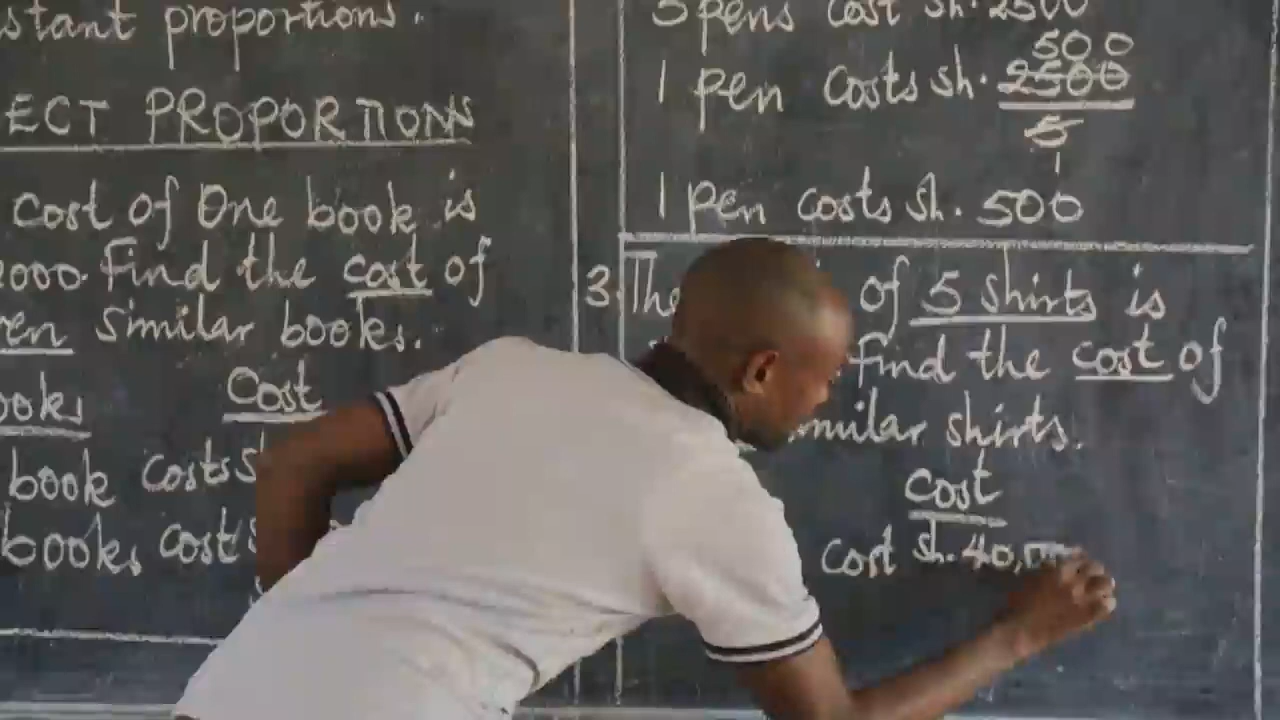 stant proportions.
ECT PROPORTIONS
cost of One book is
000. Find the cost of
en similar books.
ooks Cost
book costs
books cost
5 pens cost sh. 2500
500
1 pen costs sh. 2500
5
1
1 pen costs sh. 500
3. The of 5 shirts is
Find the cost of
milar shirts.
Cost
cost sh. 40,